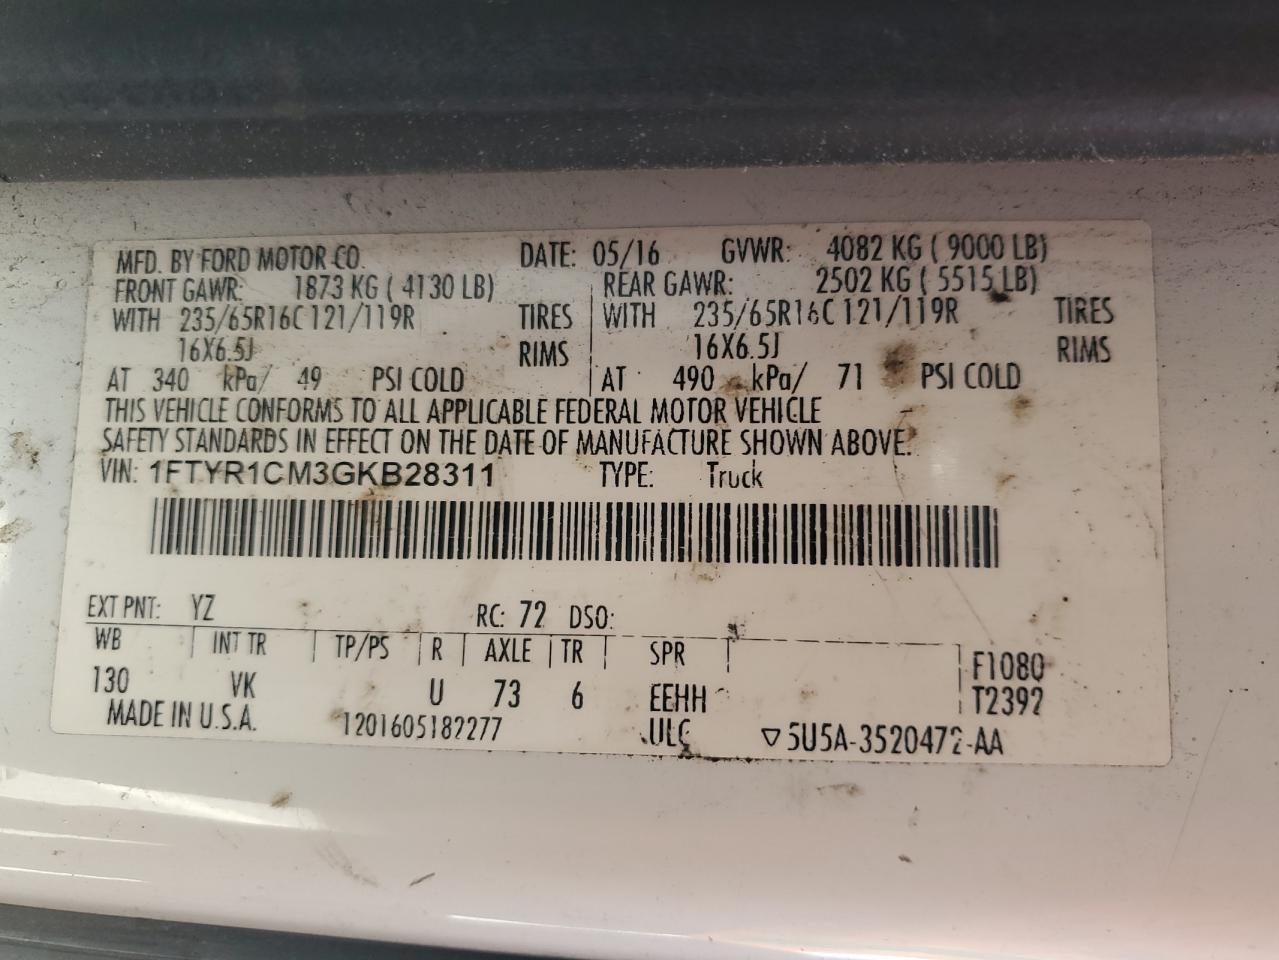 MFD. BY FORD MOTOR CO. DATE: 05/16 GVWR: 4082 KG ( 9000 LB)
FRONT GAWR: 1873 KG ( 4130 LB) REAR GAWR: 2502 KG ( 5515 LB)
WITH 235/65R16C 121/119R TIRES WITH 235/65R16C 121/119R TIRES
16X6.5J RIMS 16X6.5J RIMS
AT 340 kPa/ 49 PSI COLD AT 490 kPa/ 71 PSI COLD
THIS VEHICLE CONFORMS TO ALL APPLICABLE FEDERAL MOTOR VEHICLE
SAFETY STANDARDS IN EFFECT ON THE DATE OF MANUFACTURE SHOWN ABOVE.
VIN: 1FTYR1CM3GKB28311 TYPE: Truck
EXT PNT: YZ RC: 72 DSO:
WB INT TR TP/PS R AXLE TR SPR F1080
130 VK U 73 6 EEHH T2392
MADE IN U.S.A. 1201605182277 ULC ▽5U5A-3520472-AA